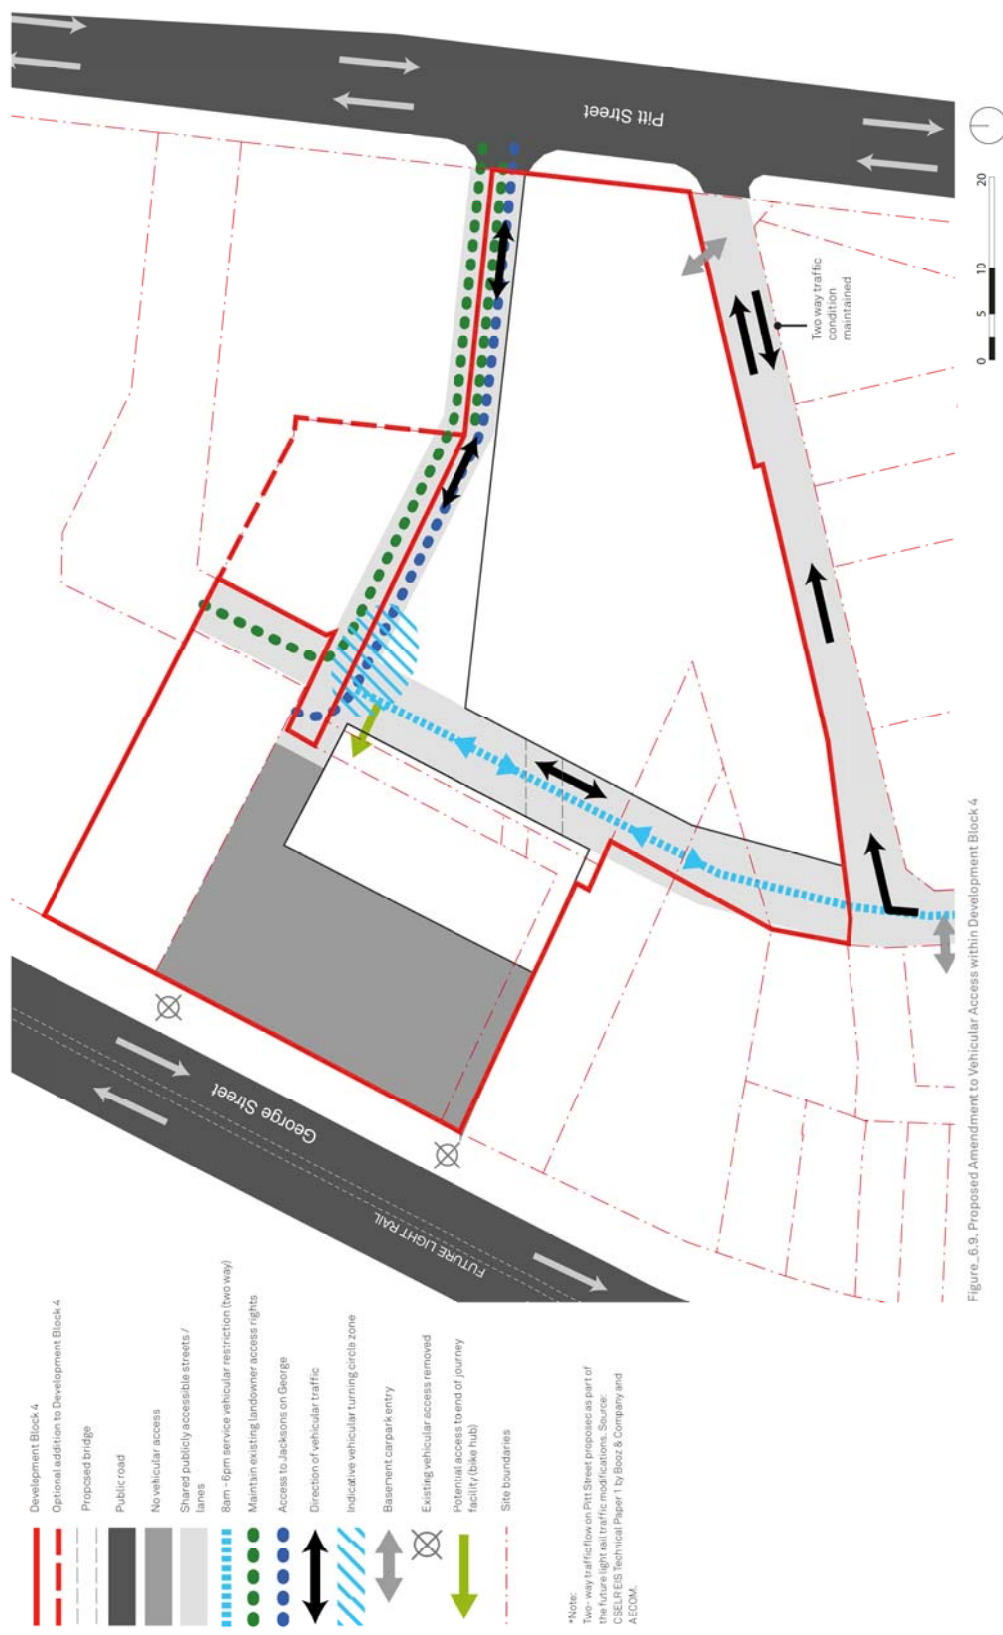 Pitt Street
George Street
FUTURE LIGHT RAIL
Two way traffic
condition
maintained
0 5 10 20
Figure_6.9. Proposed Amendment to Vehicular Access within Development Block 4
Development Block 4
Optional addition to Development Block 4
Proposed bridge
Public road
No vehicular access
Shared publicly accessible streets /
lanes
8am - 6pm service vehicular restriction (two way)
Maintain existing landowner access rights
Access to Jacksons on George
Direction of vehicular traffic
Indicative vehicular turning circle zone
Basement carpark entry
Existing vehicular access removed
Potential access to end of journey
facility (bike hub)
Site boundaries
*Note:
Two- way traffic flow on Pitt Street proposed as part of
the future light rail traffic modifications. Source:
CSELR EIS Technical Paper 1 by Booz & Company and
AECOM.